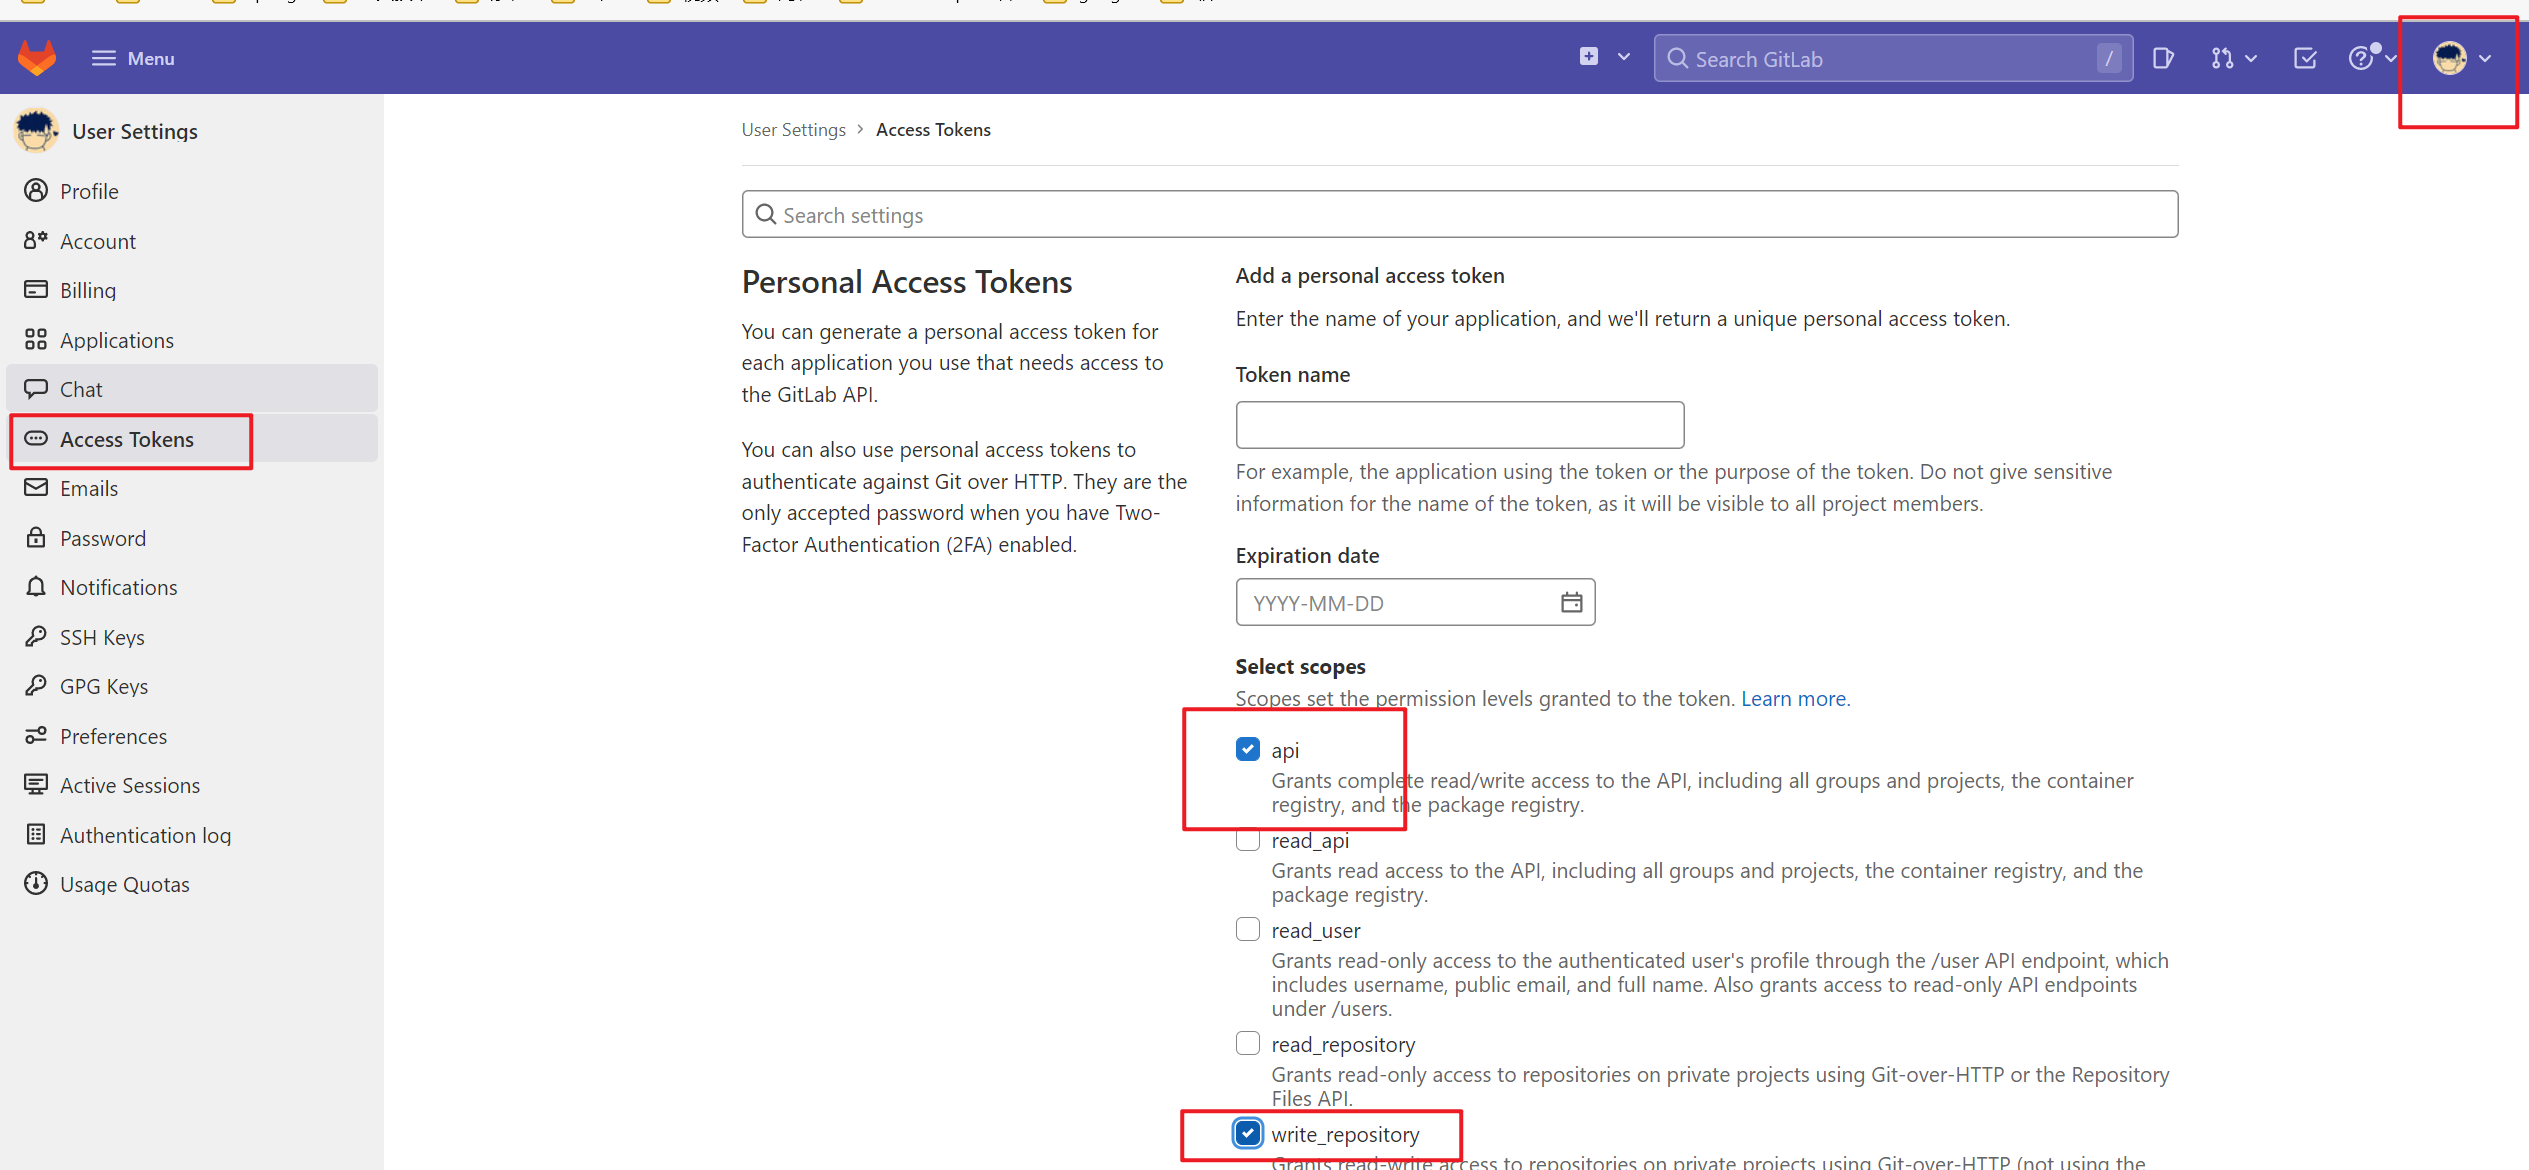 Menu
Search GitLab
/
User Settings
Profile
Account
Billing
Applications
Chat
Access Tokens
Emails
Password
Notifications
SSH Keys
GPG Keys
Preferences
Active Sessions
Authentication log
Usage Quotas
User Settings > Access Tokens
Search settings
Personal Access Tokens
You can generate a personal access token for
each application you use that needs access to
the GitLab API.
You can also use personal access tokens to
authenticate against Git over HTTP. They are the
only accepted password when you have Two-
Factor Authentication (2FA) enabled.
Add a personal access token
Enter the name of your application, and we'll return a unique personal access token.
Token name
For example, the application using the token or the purpose of the token. Do not give sensitive
information for the name of the token, as it will be visible to all project members.
Expiration date
YYYY-MM-DD
Select scopes
Scopes set the permission levels granted to the token. Learn more.
api
Grants complete read/write access to the API, including all groups and projects, the container
registry, and the package registry.
read_api
Grants read access to the API, including all groups and projects, the container registry, and the
package registry.
read_user
Grants read-only access to the authenticated user's profile through the /user API endpoint, which
includes username, public email, and full name. Also grants access to read-only API endpoints
under /users.
read_repository
Grants read-only access to repositories on private projects using Git-over-HTTP or the Repository
Files API.
write_repository
Grants read-write access to repositories on private projects using Git-over-HTTP (not using the